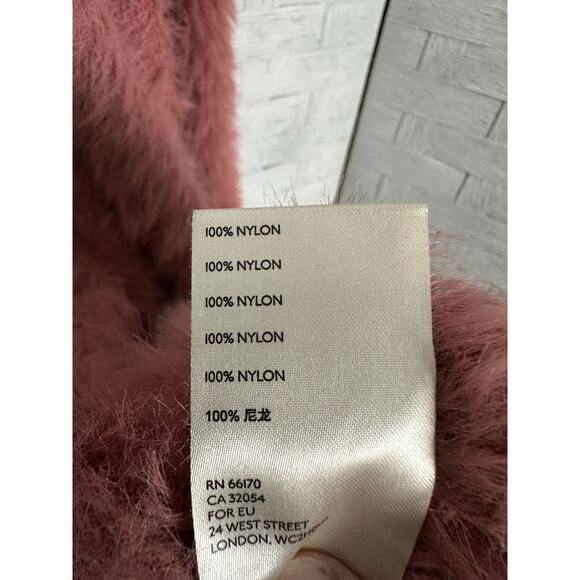 100% NYLON
100% NYLON
100% NYLON
100% NYLON
100% NYLON
100% 尼龙
RN 66170
CA 32054
FOR EU
24 WEST STREET
LONDON,